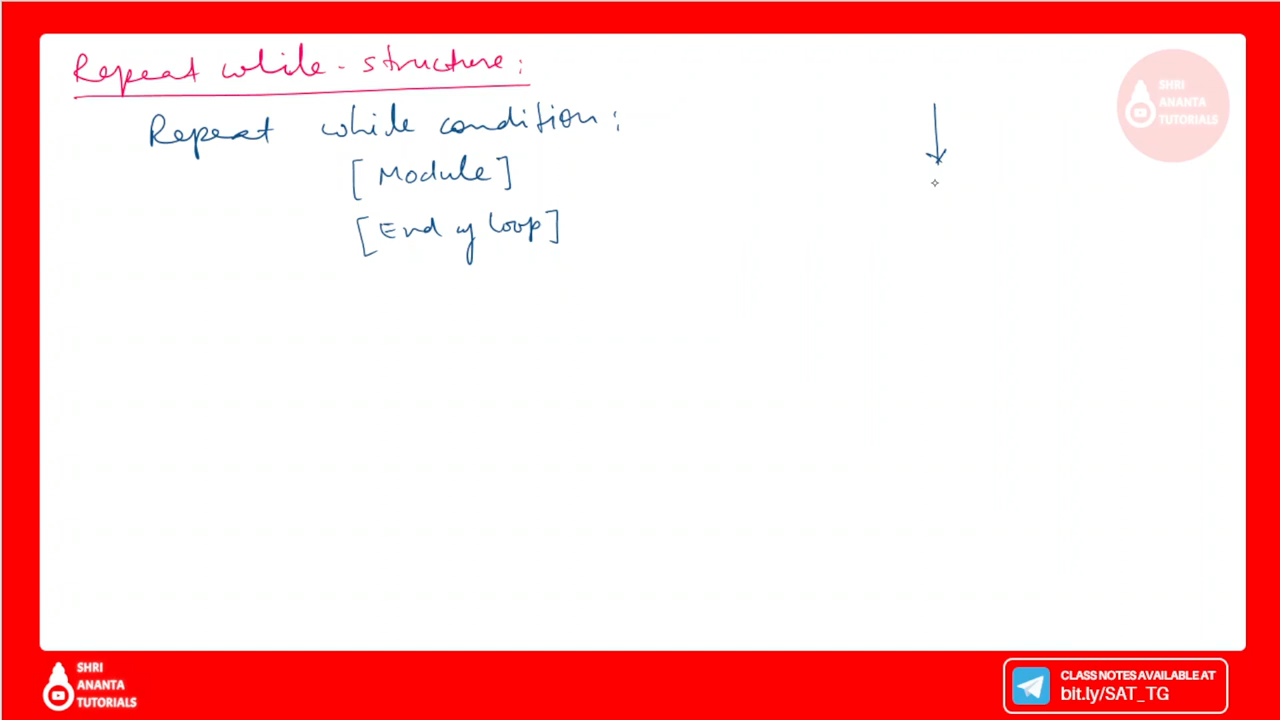 Repeat while - structure:
Repeat while condition:
[Module]
[End of loop]
SHRI
ANANTA
TUTORIALS
SHRI
ANANTA
TUTORIALS
CLASS NOTES AVAILABLE AT
bit.ly/SAT_TG